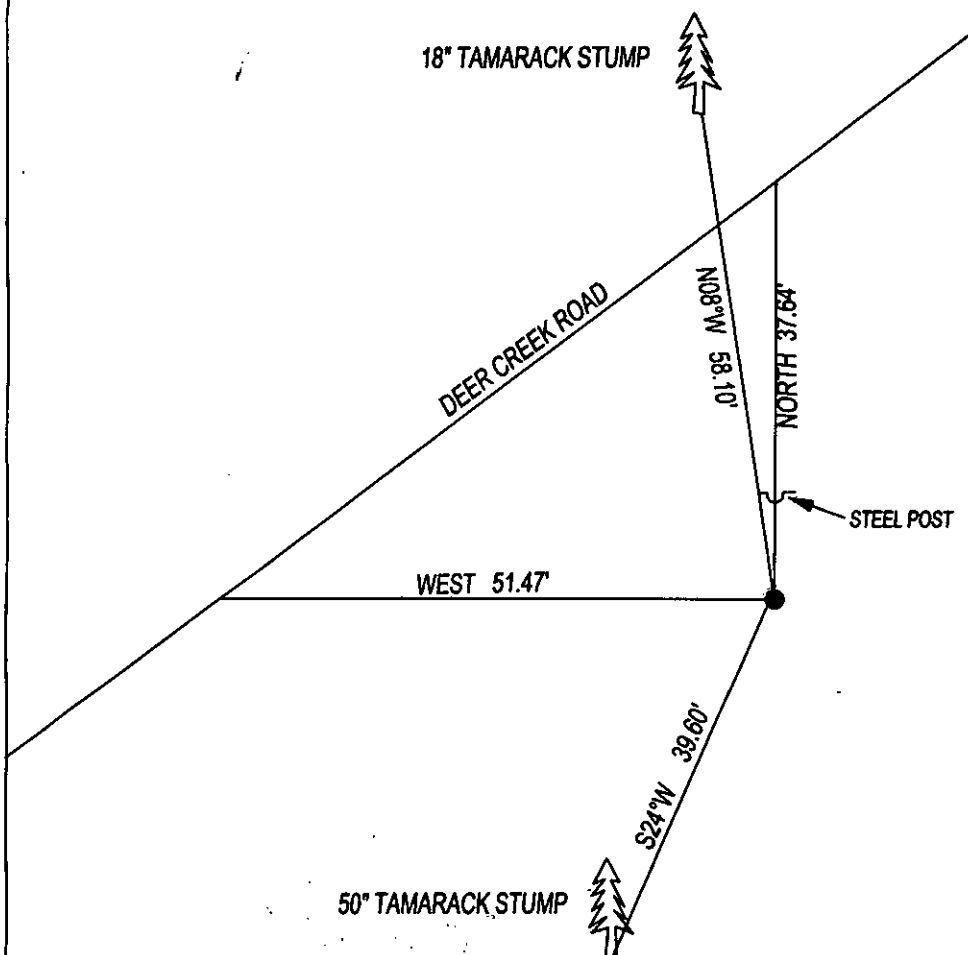 18" TAMARACK STUMP
DEER CREEK ROAD
N08°W 58.10'
NORTH 37.64'
STEEL POST
WEST 51.47'
S24°W 39.60'
50" TAMARACK STUMP